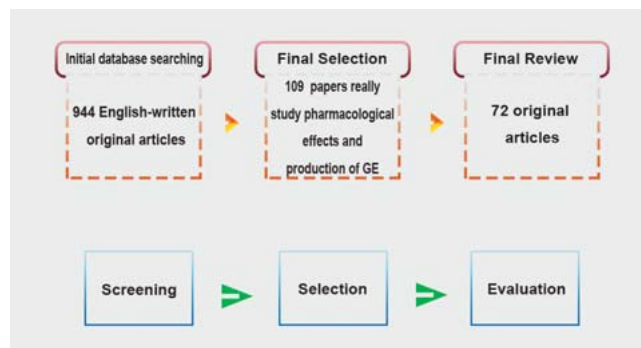 Initial database searching
944 English-written
original articles
Final Selection
109 papers really
study pharmacological
effects and
production of GE
Final Review
72 original
articles
Screening
Selection
Evaluation